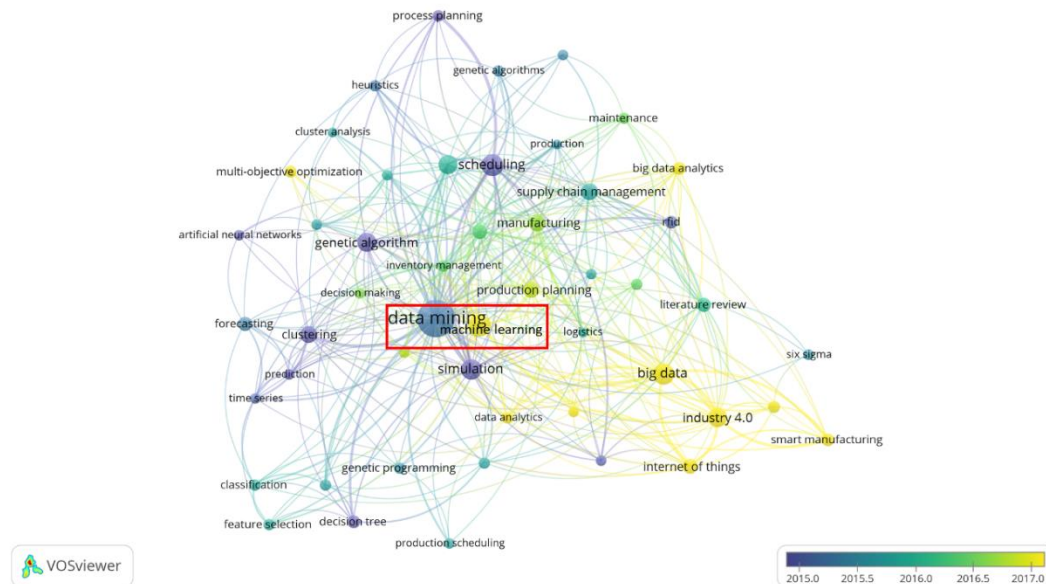 process planning
genetic algorithms
heuristics
maintenance
cluster analysis
production
scheduling
multi-objective optimization
big data analytics
supply chain management
manufacturing
rfid
artificial neural networks
genetic algorithm
inventory management
decision making
production planning
literature review
data mining
machine learning
forecasting
clustering
logistics
six sigma
prediction
simulation
big data
time series
data analytics
industry 4.0
smart manufacturing
genetic programming
internet of things
classification
feature selection
decision tree
production scheduling
VOSviewer
2015.0 2015.5 2016.0 2016.5 2017.0